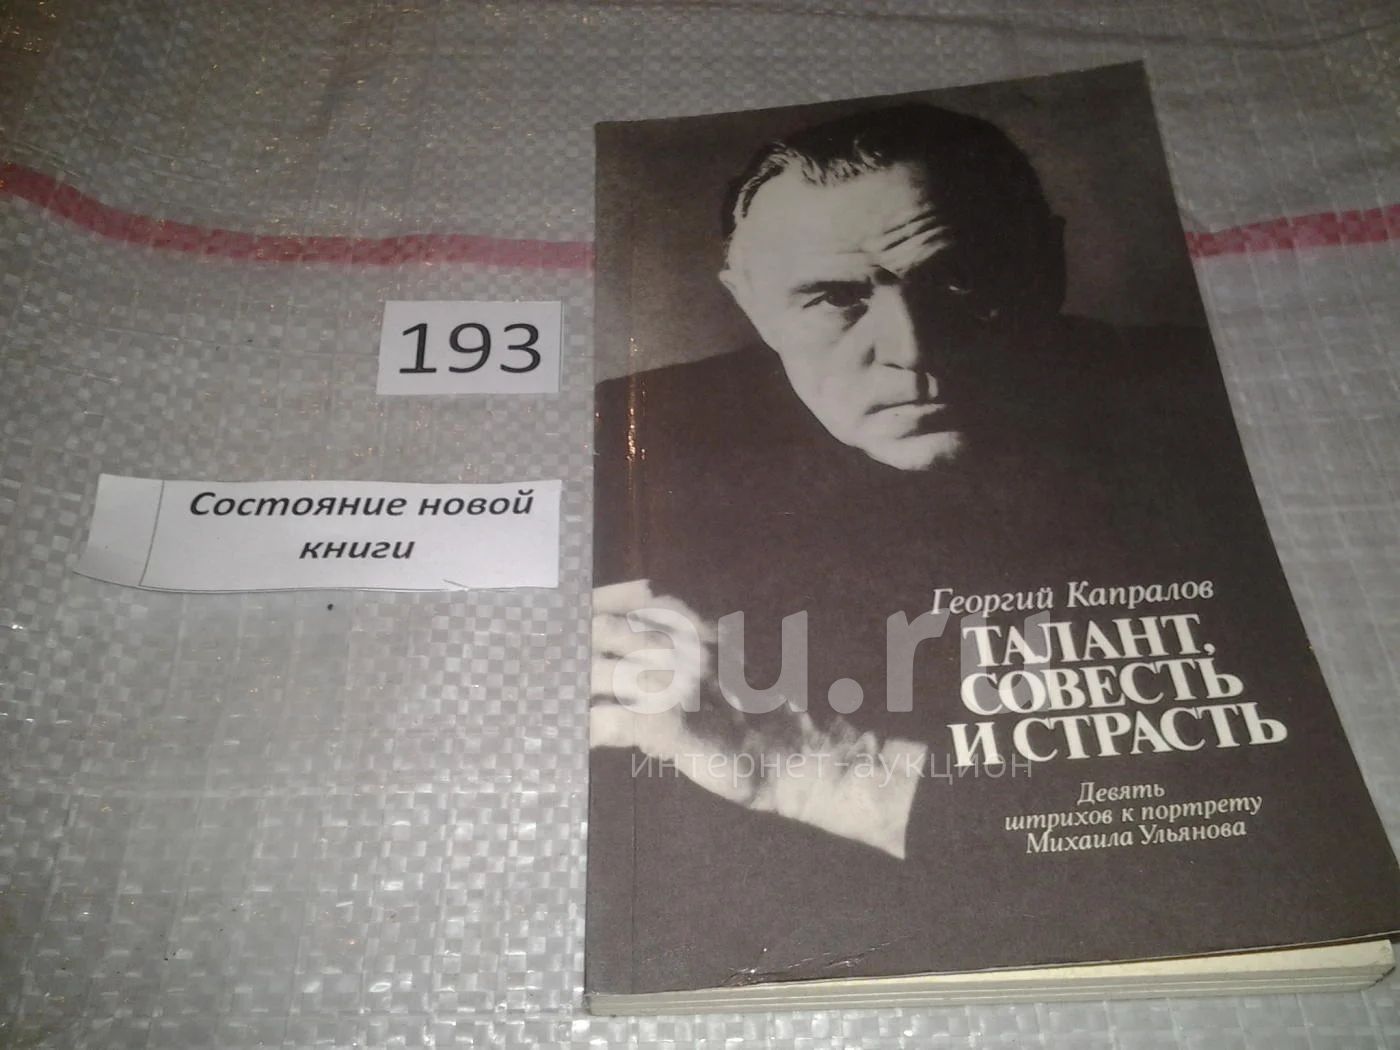 193
Состояние новой
книги
Георгий Капралов
ТАЛАНТ,
СОВЕСТЬ
И СТРАСТЬ
Девять
штрихов к портрету
Михаила Ульянова
au.ru
интернет-аукцион